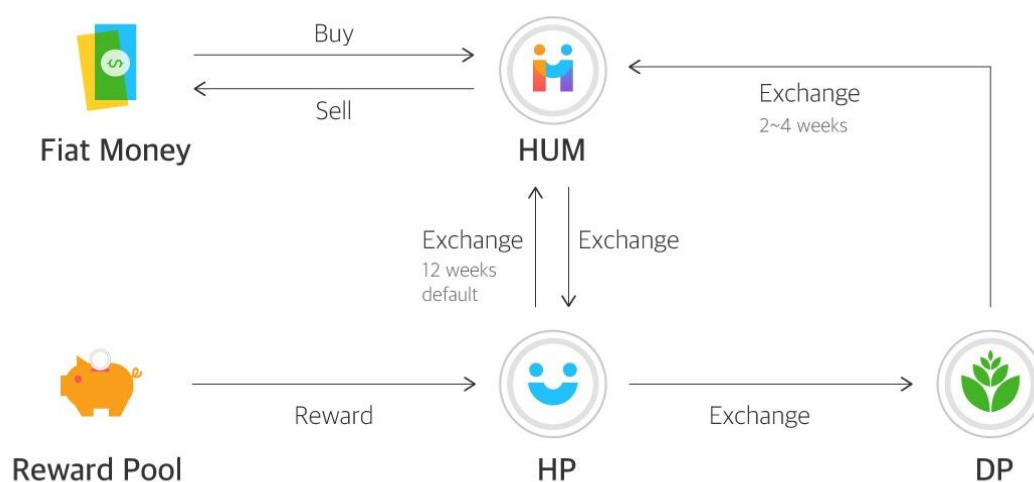 Buy
Sell
Exchange
2~4 weeks
Fiat Money
HUM
Exchange
12 weeks
default
Exchange
Reward
Exchange
Reward Pool
HP
DP